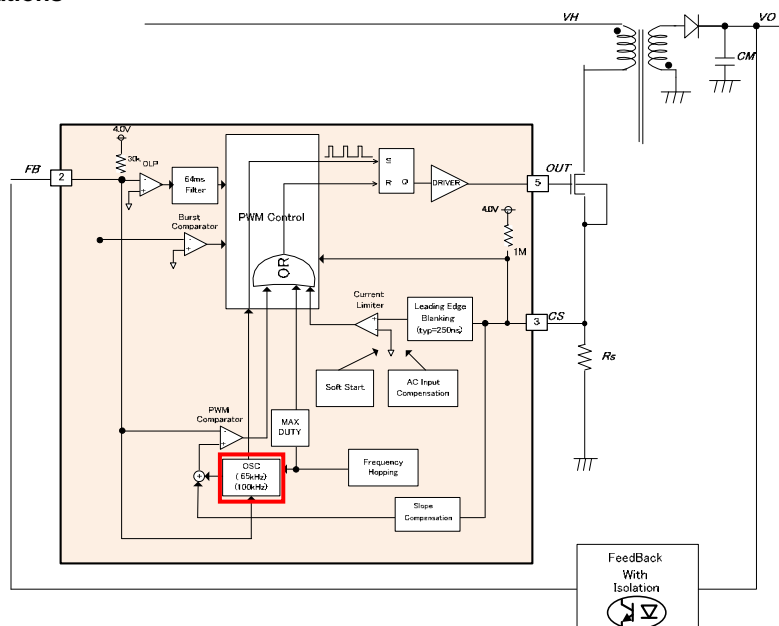 VH
VO
CM
4.0V
30k
OLP
FB
2
64ms
Filter
PWM Control
S
R Q
DRIVER
OUT
5
Burst
Comparator
4.0V
1M
OR
Current
Limiter
Leading Edge
Blanking
(typ=250ns)
3
CS
Rs
Soft Start
AC Input
Compensation
PWM
Comparator
MAX
DUTY
OSC
(65kHz)
(100kHz)
Frequency
Hopping
Slope
Compensation
FeedBack
With
Isolation
- 
+
-
+
-
+
+
-
+